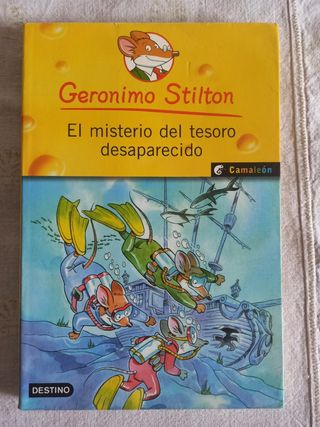 Geronimo Stilton
El misterio del tesoro
desaparecido
Camaleón
DESTINO